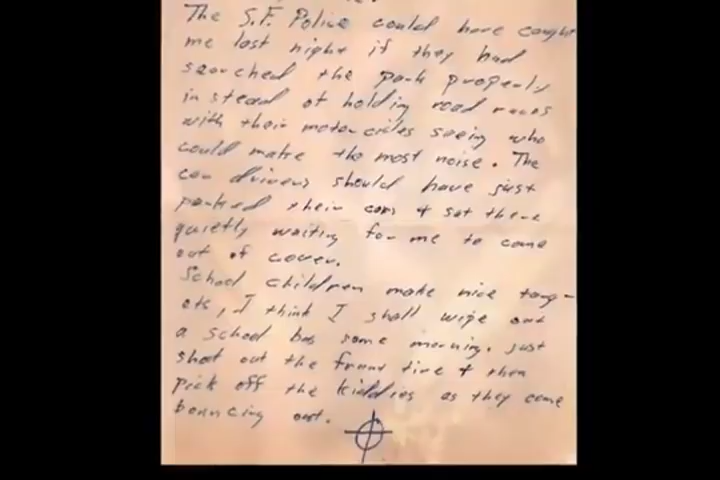 The S.F. Police could have caught
me last night if they had
searched the park properly
instead of holding road races
with their motorcicles seeing who
could make the most noise. The
car drivers should have just
parked their cars & sat there
quietly waiting for me to come
out of cover.
School children make nice targ-
ets, I think I shall wipe out
a school bus some morning. Just
shoot out the front tire & then
pick off the kiddies as they come
bouncing out.